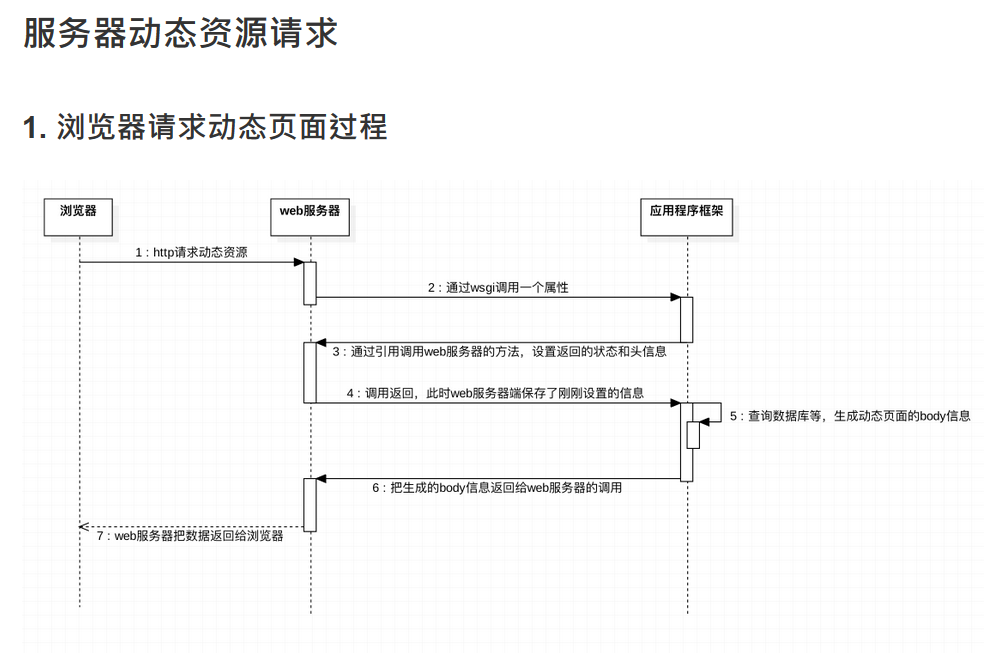 服务器动态资源请求
1. 浏览器请求动态页面过程
浏览器
web服务器
应用程序框架
1 : http请求动态资源
2 : 通过wsgi调用一个属性
3 : 通过引用调用web服务器的方法，设置返回的状态和头信息
4 : 调用返回，此时web服务器端保存了刚刚设置的信息
5 : 查询数据库等，生成动态页面的body信息
6 : 把生成的body信息返回给web服务器的调用
7 : web服务器把数据返回给浏览器